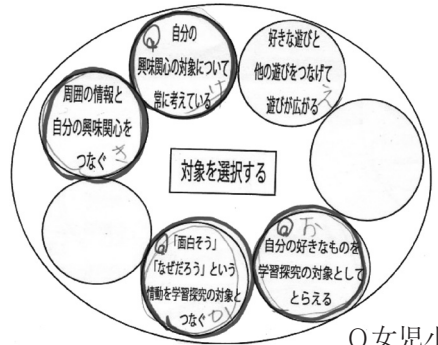 Q 自分の
興味関心の対象について
常に考えている け
好きな遊びと
他の遊びをつなげて
遊びが広がる え
周囲の情報と
自分の興味関心を
つなぐ き
対象を選択する
Q「面白そう」
「なぜだろう」という
情動を学習探究の対象と
つなぐ か
Q お
自分の好きなものを
学習探究の対象として
とらえる
Q女児小